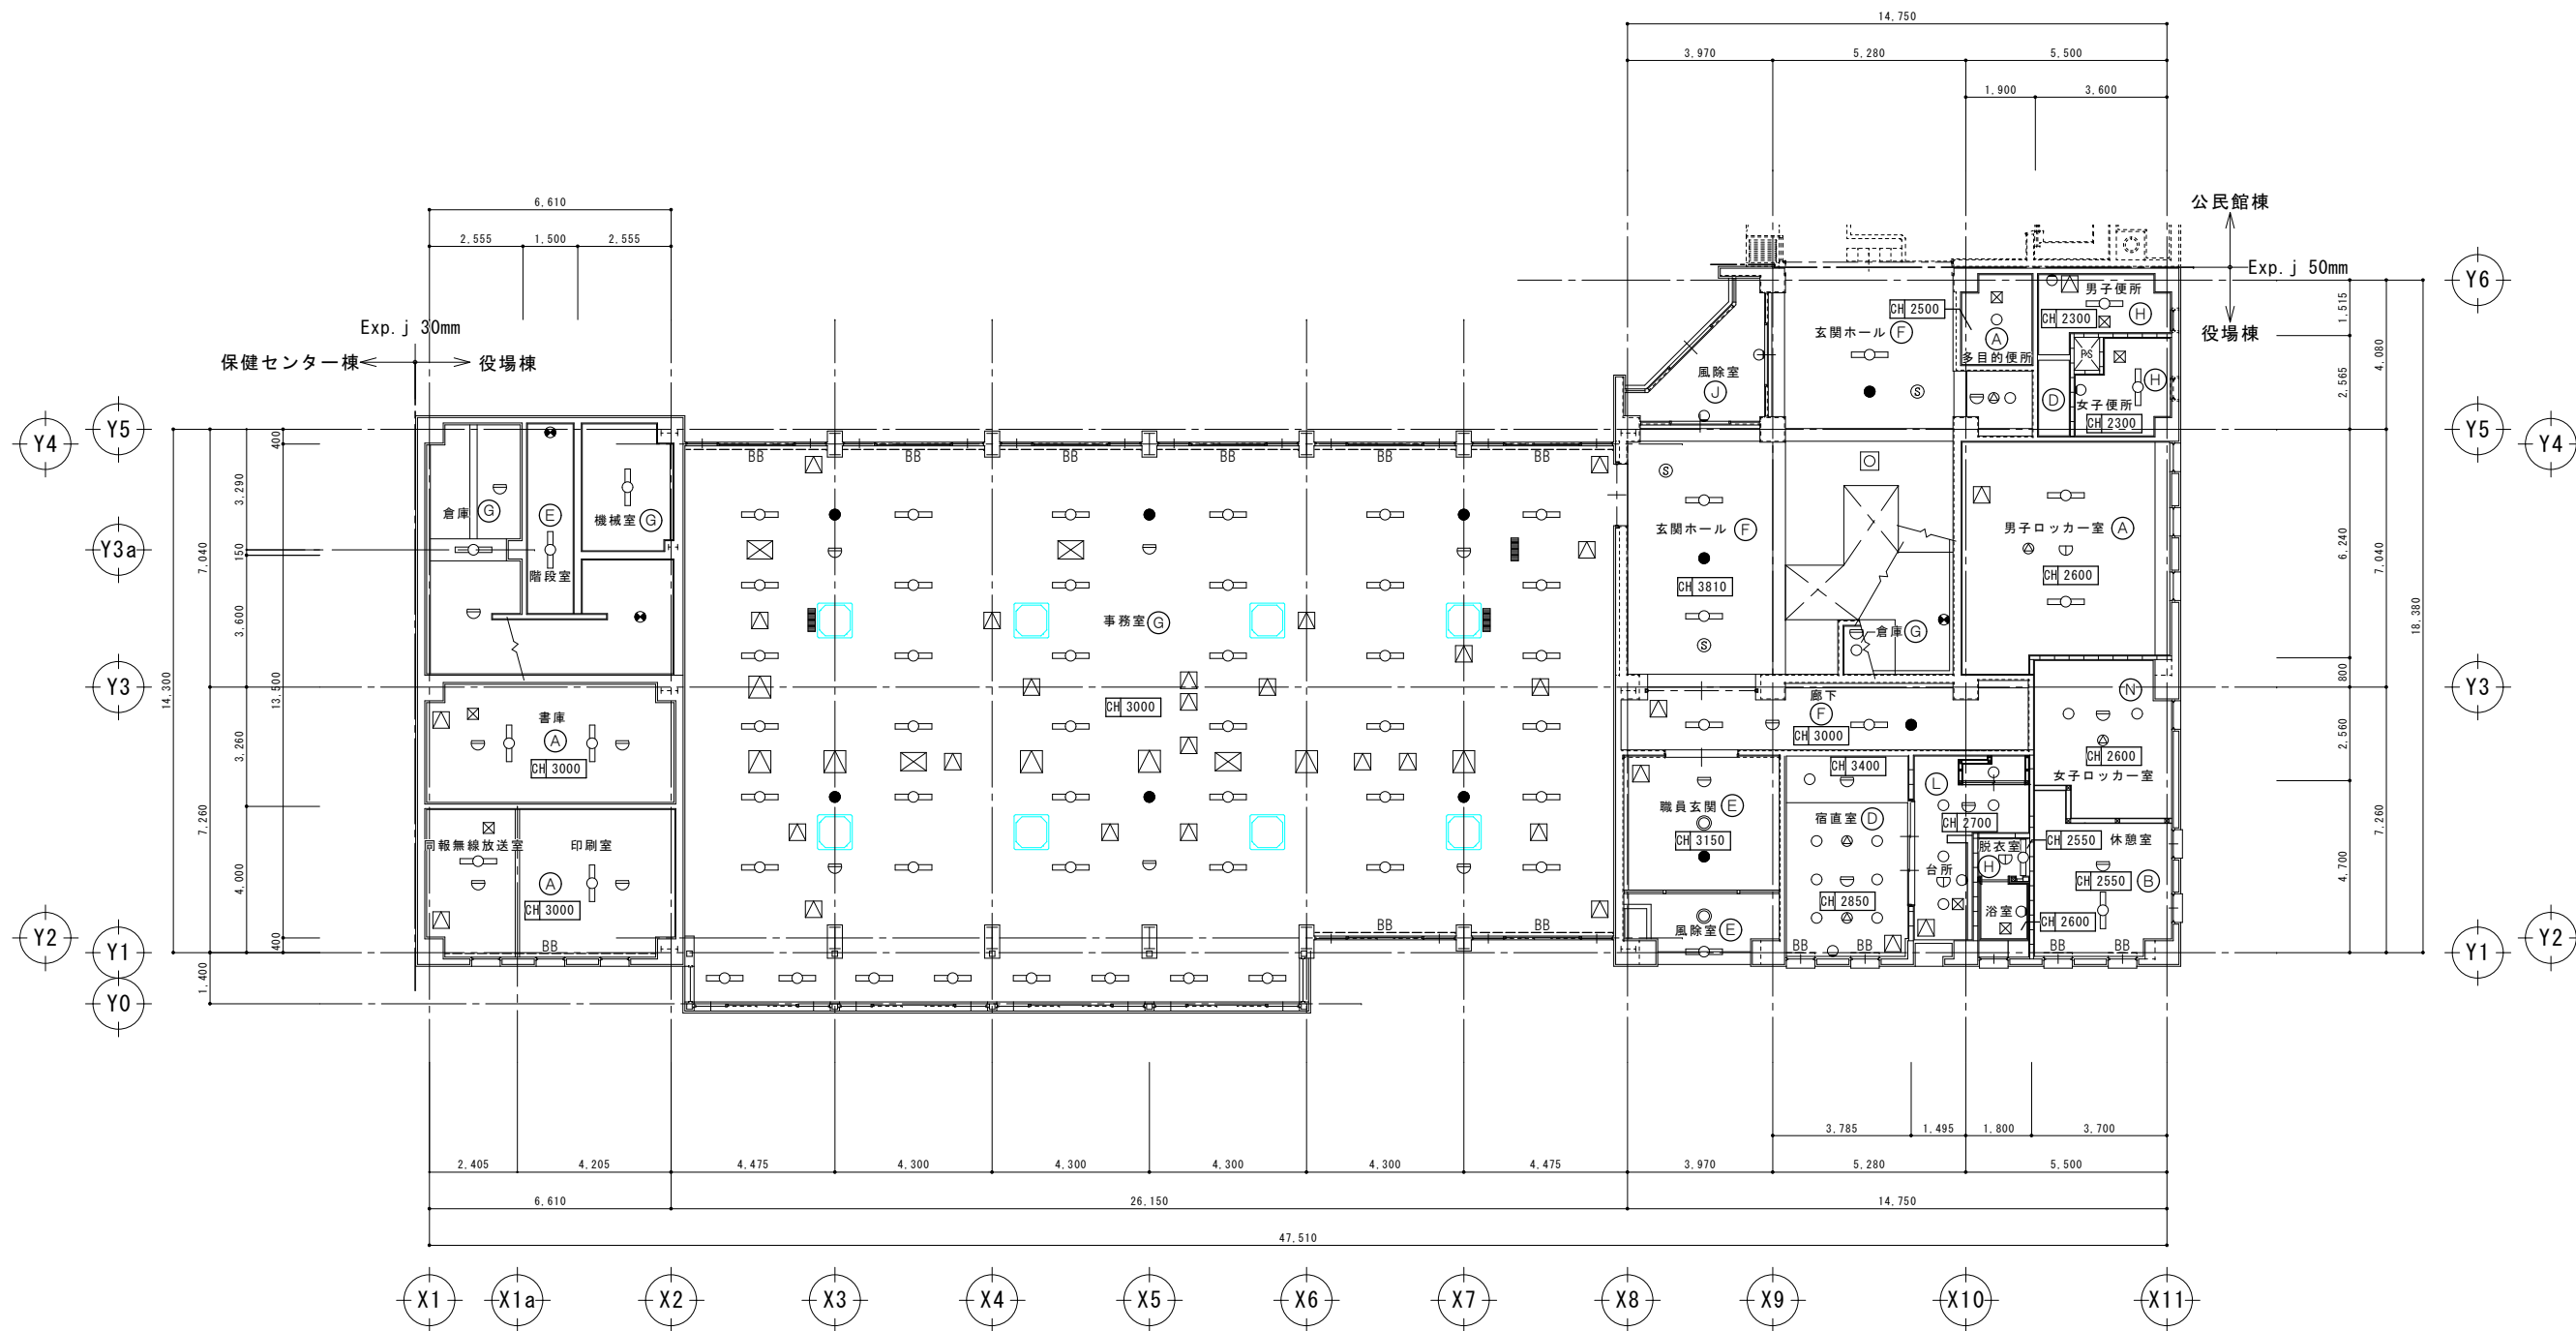 14,750
3,970 5,280 5,500
1,900 3,600
公民館棟
6,610
2,555 1,500 2,555
Exp.j 50mm
Y6
役場棟
Exp.j 30mm
保健センター棟 役場棟
CH 2500
男子便所
CH 2300 H
玄関ホール F
A
多目的便所
PS
風除室
J
H
D
女子便所
CH 2300
1,515
2,565
4,080
Y5
Y4
Y5
Y4
400
BB BB BB BB BB BB
S
S
3,290
倉庫 G
E
機械室 G
玄関ホール F
男子ロッカー室 A
Y3a
150
7,040
階段室
CH 3810
CH 2600
6,240
7,040
18,380
3,600
事務室 G
倉庫 G
S
14,300
13,500
800
Y3
Y3
CH 3000
書庫
A
CH 3000
廊下
F
CH 3000
N
CH 2600
女子ロッカー室
2,560
3,260
CH 3400
L
職員玄関 E
CH 3150
宿直室 D
CH 2700
CH 2550 休憩室
脱衣室
H
台所
CH 2550 B
CH 2850
浴室
CH 2600
7,260
4,000
同報無線放送室 印刷室
A
CH 3000
BB
BB BB
風除室 E
BB BB BB BB
4,700
7,260
400
Y2
Y1
Y0
1,400
Y1
Y2
3,785 1,495 1,800 3,700
2,405 4,205 4,475 4,300 4,300 4,300 4,300 4,475 3,970 5,280 5,500
6,610 26,150 14,750
47,510
X1 X1a X2 X3 X4 X5 X6 X7 X8 X9 X10 X11